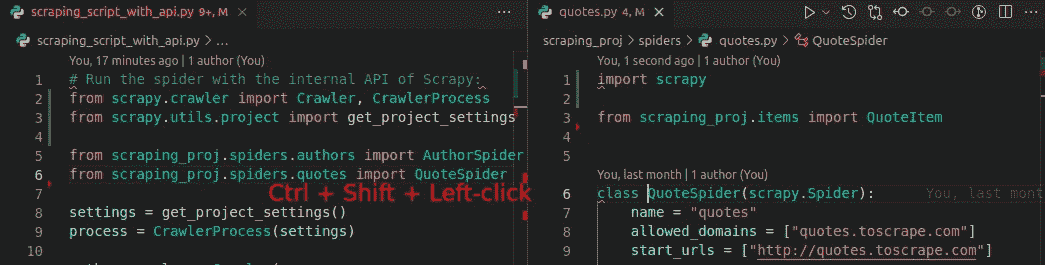 scraping_script_with_api.py 9+, M
scraping_script_with_api.py > ...
You, 17 minutes ago | 1 author (You)
1 # Run the spider with the internal API of Scrapy:
2 from scrapy.crawler import Crawler, CrawlerProcess
3 from scrapy.utils.project import get_project_settings
4
5 from scraping_proj.spiders.authors import AuthorSpider
6 from scraping_proj.spiders.quotes import QuoteSpider
7
8 settings = get_project_settings()
9 process = CrawlerProcess(settings)
10
Ctrl + Shift + Left-click
quotes.py 4, M
scraping_proj > spiders > quotes.py > QuoteSpider
You, 1 second ago | 1 author (You)
1 import scrapy
2
3 from scraping_proj.items import QuoteItem
4
5
You, last month | 1 author (You)
6 class QuoteSpider(scrapy.Spider): You, last mont
7 name = "quotes"
8 allowed_domains = ["quotes.toscrape.com"]
9 start_urls = ["http://quotes.toscrape.com"]